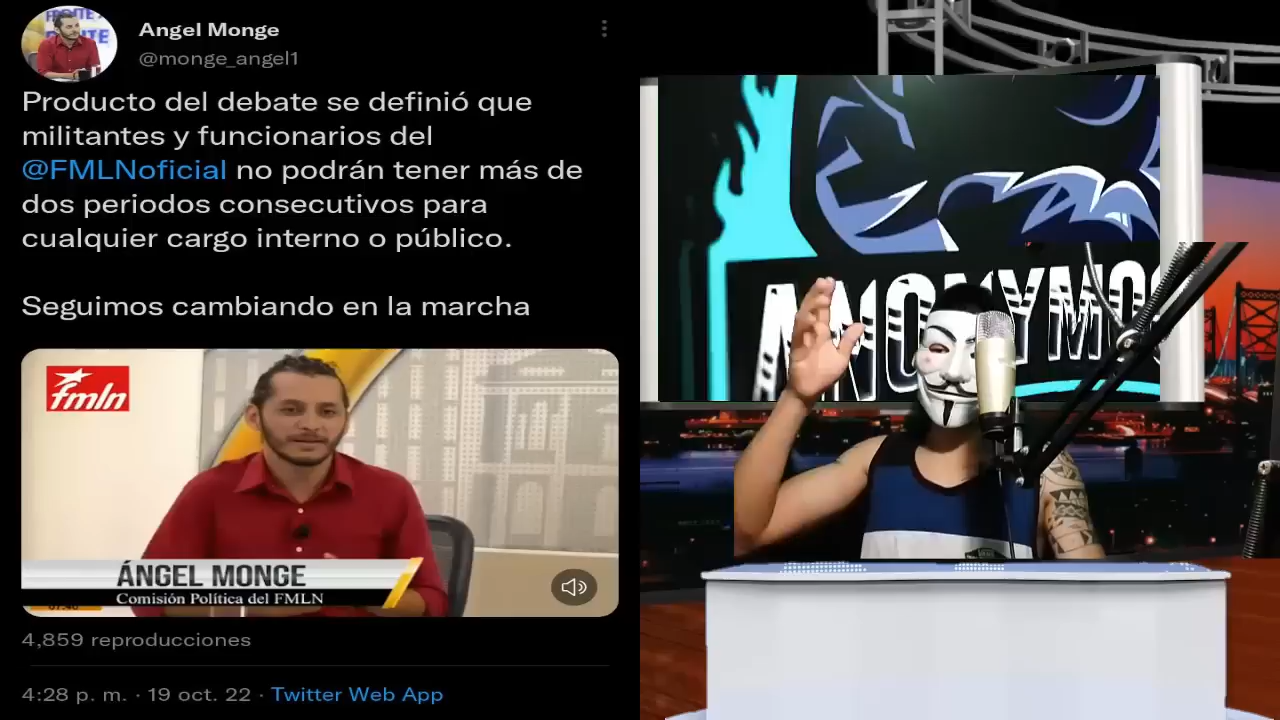 Angel Monge
@monge_angel1
Producto del debate se definió que
militantes y funcionarios del
@FMLNoficial no podrán tener más de
dos periodos consecutivos para
cualquier cargo interno o público.
Seguimos cambiando en la marcha
fmln
ÁNGEL MONGE
Comisión Política del FMLN
4,859 reproducciones
4:28 p. m. · 19 oct. 22 · Twitter Web App
ANONYMO